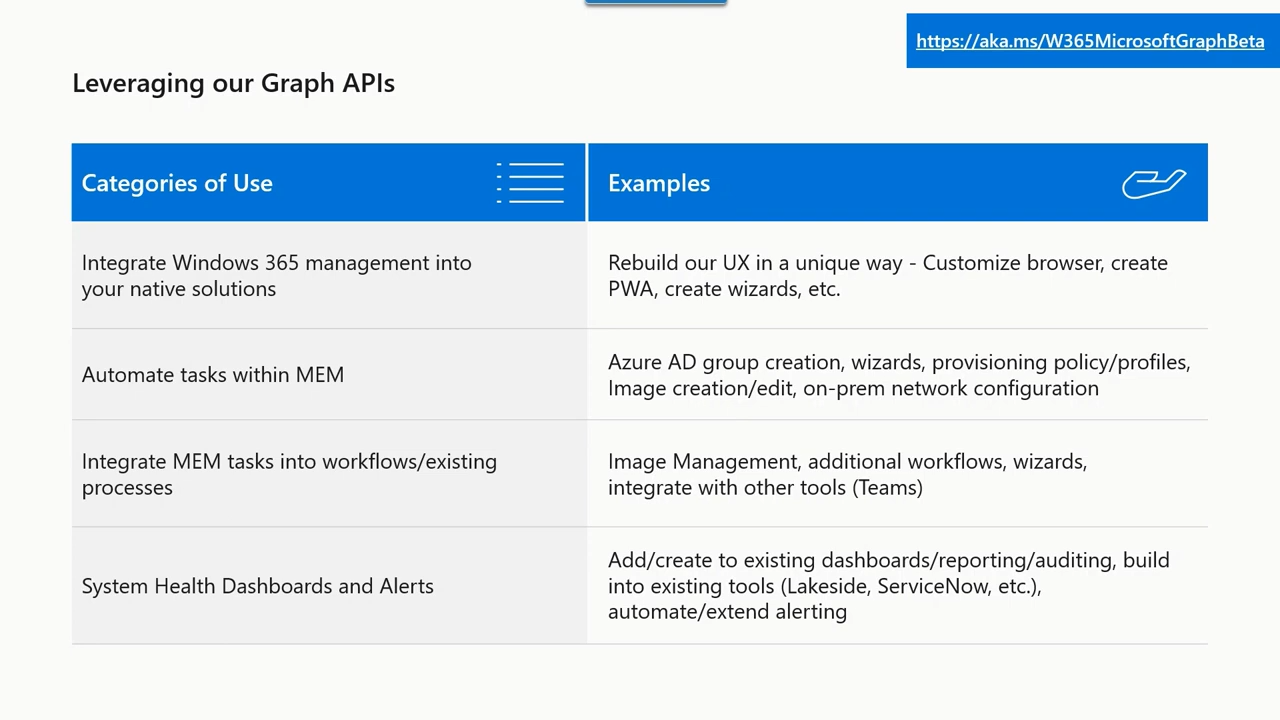 https://aka.ms/W365MicrosoftGraphBeta
Leveraging our Graph APIs
Categories of Use
Examples
Integrate Windows 365 management into
your native solutions
Rebuild our UX in a unique way - Customize browser, create
PWA, create wizards, etc.
Automate tasks within MEM
Azure AD group creation, wizards, provisioning policy/profiles,
Image creation/edit, on-prem network configuration
Integrate MEM tasks into workflows/existing
processes
Image Management, additional workflows, wizards,
integrate with other tools (Teams)
System Health Dashboards and Alerts
Add/create to existing dashboards/reporting/auditing, build
into existing tools (Lakeside, ServiceNow, etc.),
automate/extend alerting